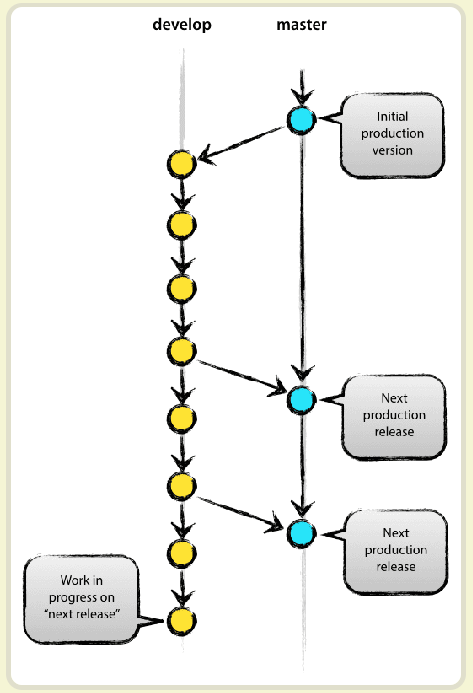 develop
master
Initial
production
version
Next
production
release
Next
production
release
Work in
progress on
“next release”